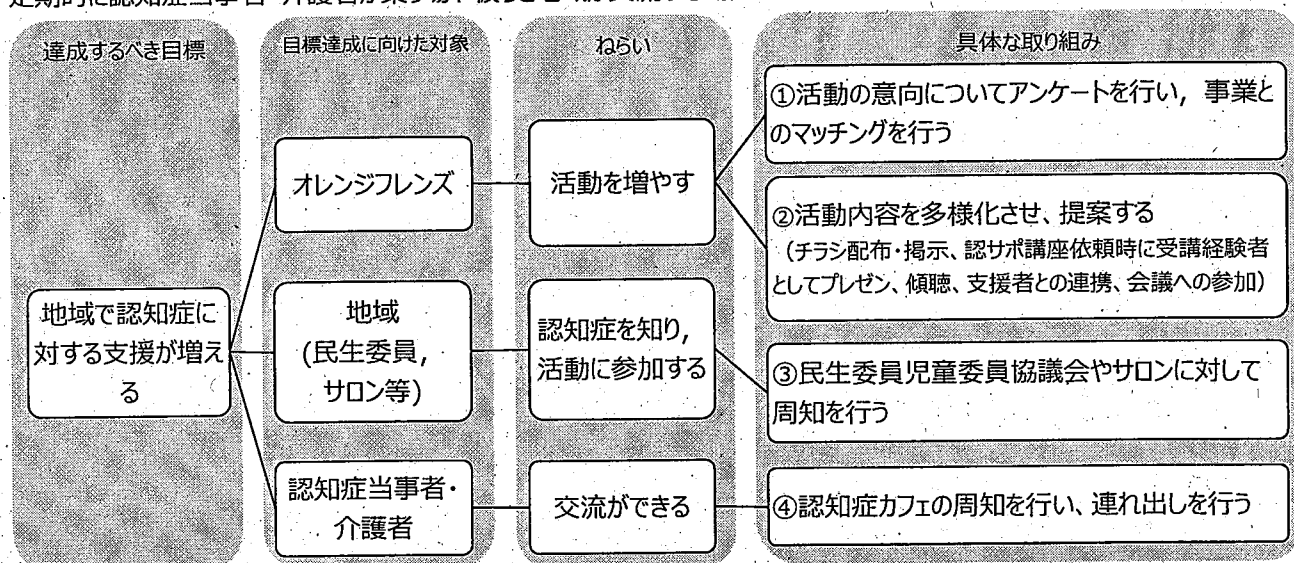 達成するべき目標
目標達成に向けた対象
ねらい
具体な取り組み
地域で認知症に
対する支援が増え
る
オレンジフレンズ
活動を増やす
①活動の意向についてアンケートを行い，事業と
のマッチングを行う
②活動内容を多様化させ、提案する
（チラシ配布・掲示、認サポ講座依頼時に受講経験者
としてプレゼン、傾聴、支援者との連携、会議への参加）
地域
(民生委員，
サロン等)
認知症を知り，
活動に参加する
③民生委員児童委員協議会やサロンに対して
周知を行う
認知症当事者・
介護者
交流ができる
④認知症カフェの周知を行い、連れ出しを行う